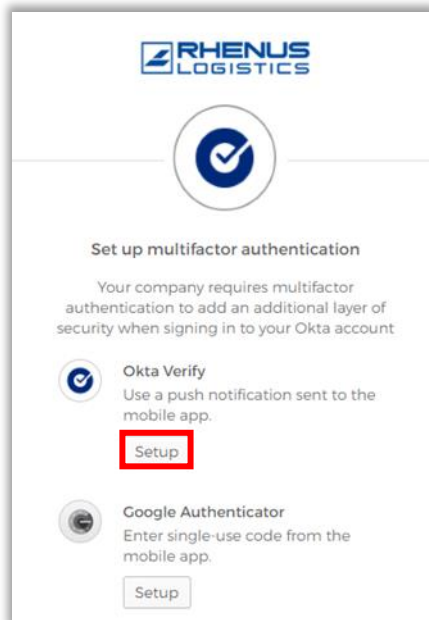 RHENUS
LOGISTICS
Set up multifactor authentication
Your company requires multifactor
authentication to add an additional layer of
security when signing in to your Okta account
Okta Verify
Use a push notification sent to the
mobile app.
Setup
Google Authenticator
Enter single-use code from the
mobile app.
Setup